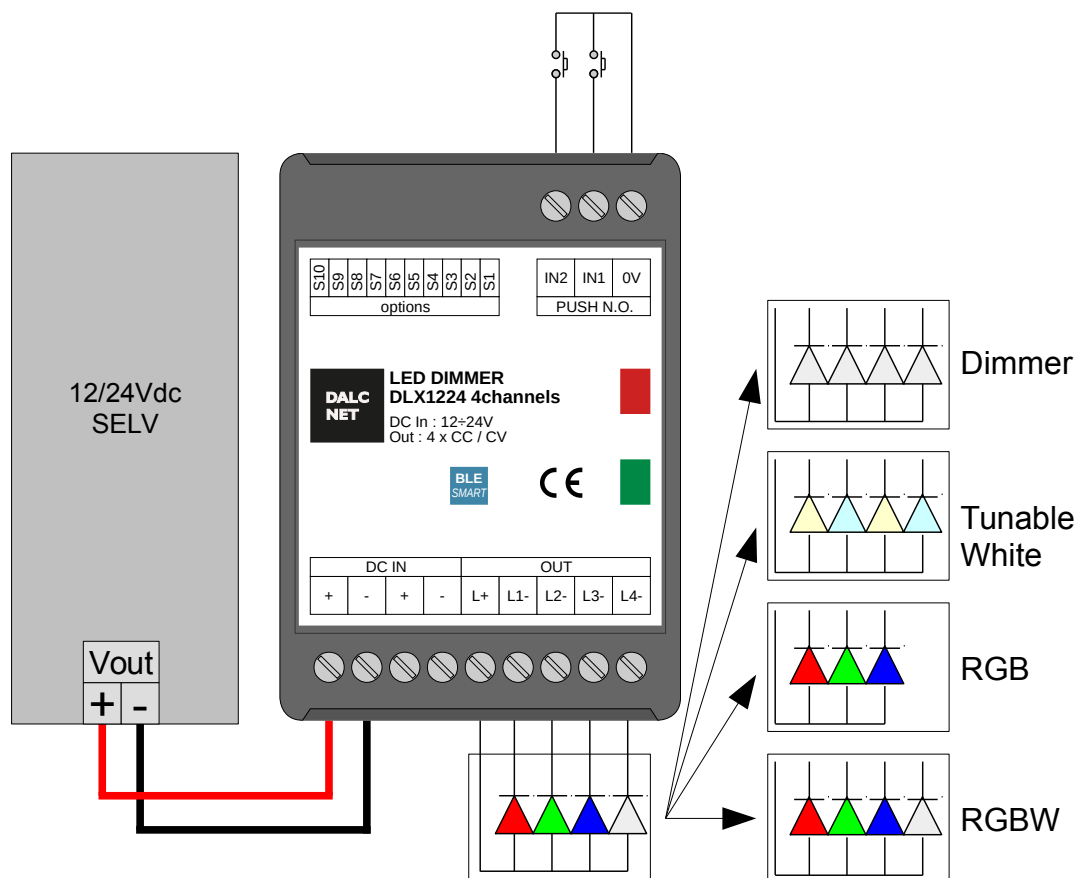 12/24Vdc
SELV
Vout
+ -
S10 S9 S8 S7 S6 S5 S4 S3 S2 S1
options
IN2 IN1 0V
PUSH N.O.
DALC
NET
LED DIMMER
DLX1224 4channels
DC In : 12÷24V
Out : 4 x CC / CV
BLE
SMART
CE
DC IN OUT
+ - + - L+ L1- L2- L3- L4-
Dimmer
Tunable
White
RGB
RGBW